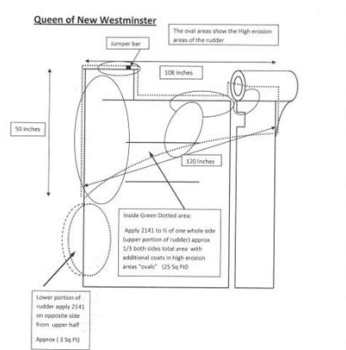 Queen of New Westminster
The oval areas show the High erosion
areas of the rudder
Jumper bar
108 inches
50 inches
120 Inches
Inside Green Dotted area:
Apply 2141 to ½ of one whole side
(upper portion of rudder) approx
1/3 both sides total area with
additional coats in high erosion
areas "ovals" (25 Sq Ft)
Lower portion of
rudder apply 2141
on opposite side
from upper half
Approx ( 3 Sq Ft)